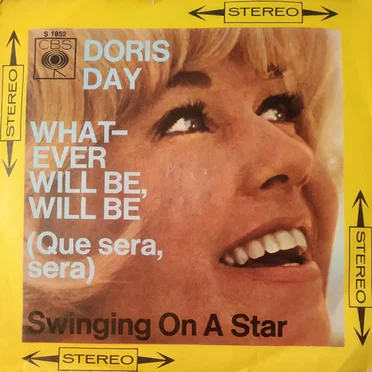 STEREO
S 1852
CBS
DORIS
DAY
STEREO
WHAT-
EVER
WILL BE,
WILL BE
(Que sera,
sera)
STEREO
Swinging On A Star
STEREO